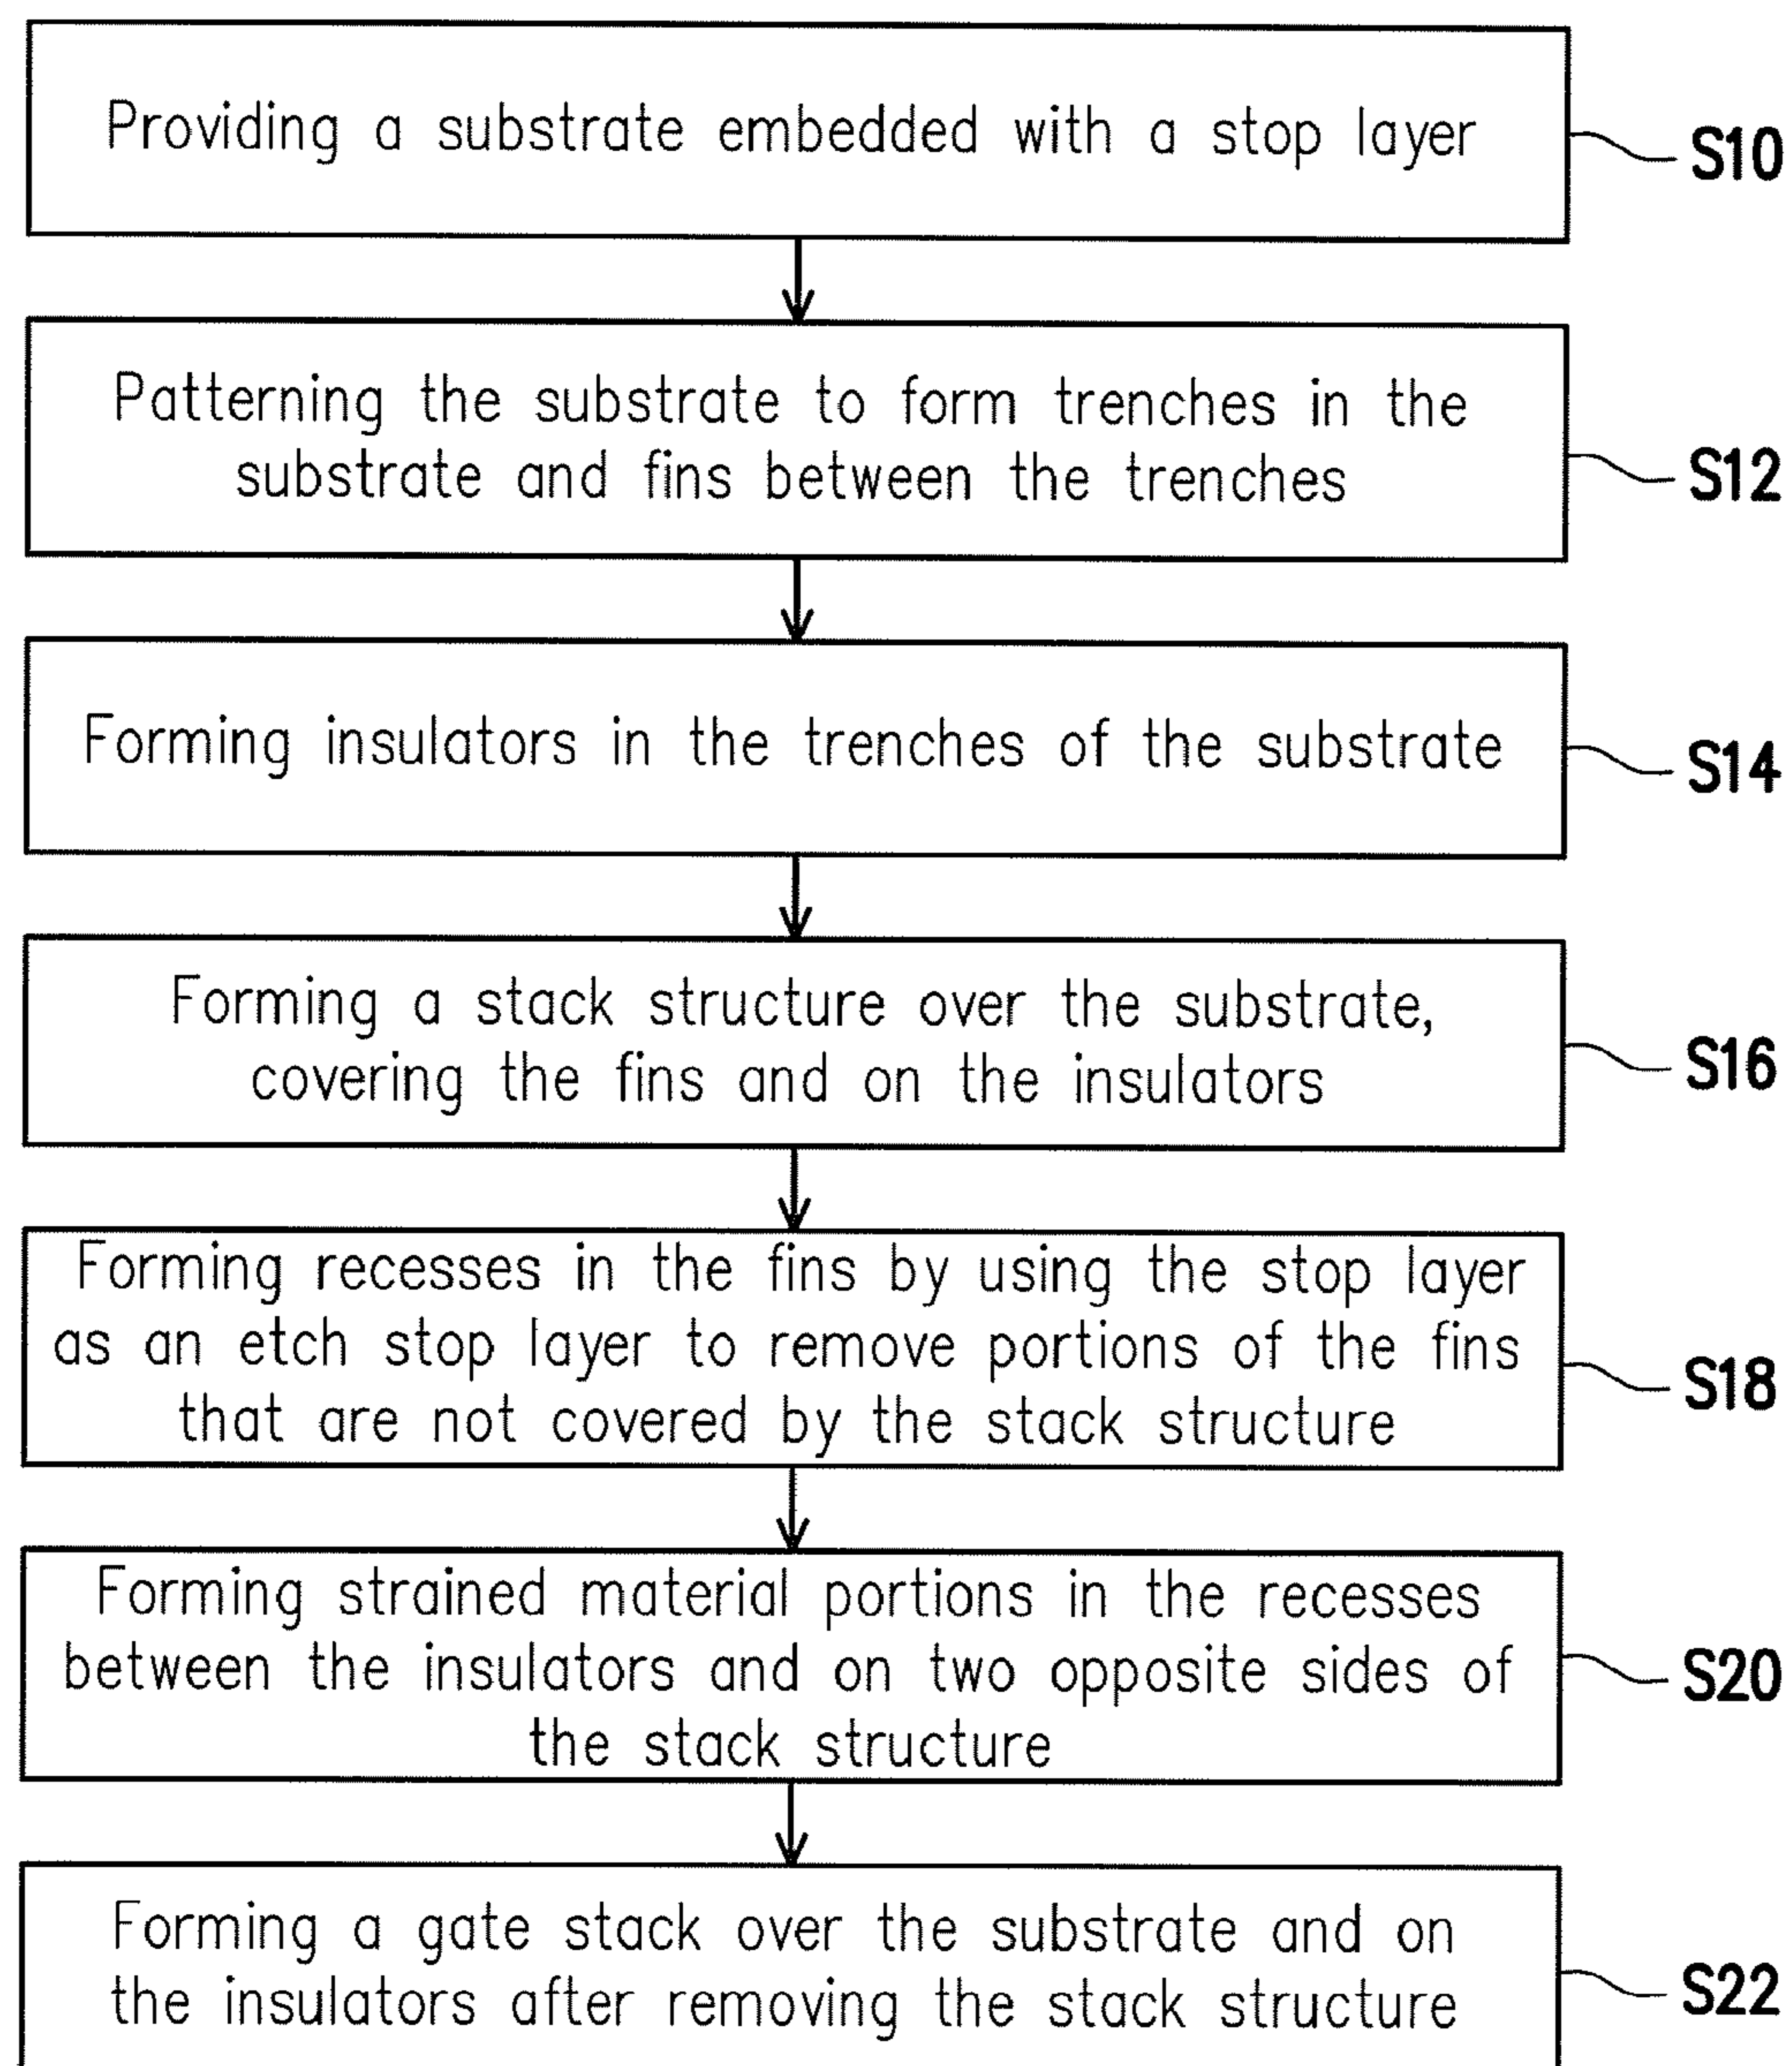 Providing a substrate embedded with a stop layer
S10
Patterning the substrate to form trenches in the
substrate and fins between the trenches
S12
Forming insulators in the trenches of the substrate
S14
Forming a stack structure over the substrate,
covering the fins and on the insulators
S16
Forming recesses in the fins by using the stop layer
as an etch stop layer to remove portions of the fins
that are not covered by the stack structure
S18
Forming strained material portions in the recesses
between the insulators and on two opposite sides of
the stack structure
S20
Forming a gate stack over the substrate and on
the insulators after removing the stack structure
S22